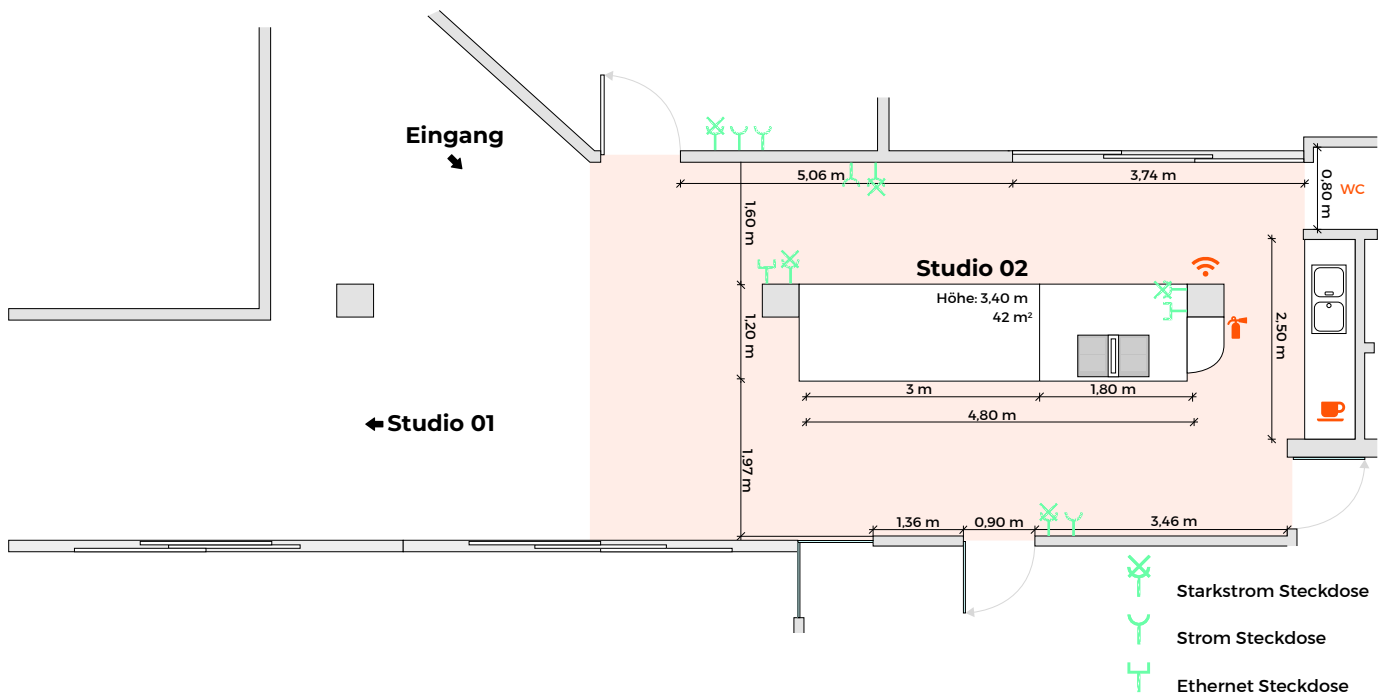 Eingang
5,06 m
3,74 m
0,80 m
WC
1,60 m
Studio 02
Höhe: 3,40 m
42 m²
1,20 m
2,50 m
3 m
1,80 m
4,80 m
Studio 01
1,97 m
1,36 m
0,90 m
3,46 m
Starkstrom Steckdose
Strom Steckdose
Ethernet Steckdose